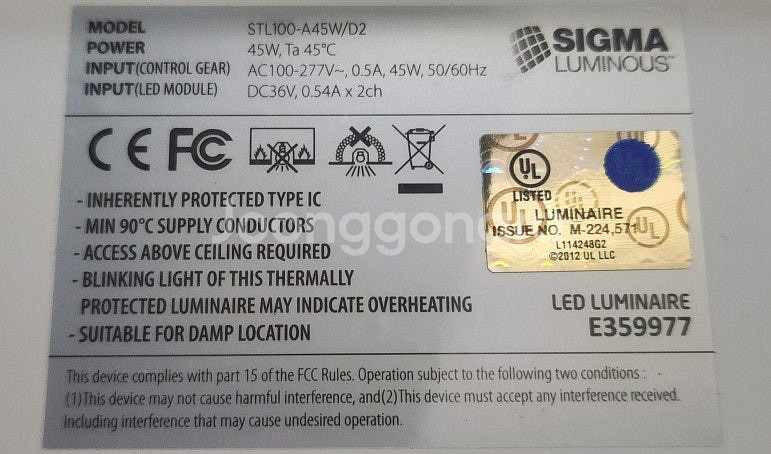 MODEL STL100-A45W/D2
POWER 45W, Ta 45°C
INPUT(CONTROL GEAR) AC100-277V~, 0.5A, 45W, 50/60Hz
INPUT(LED MODULE) DC36V, 0.54A x 2ch
SIGMA
LUMINOUS™
CE FC
- INHERENTLY PROTECTED TYPE IC
- MIN 90°C SUPPLY CONDUCTORS
- ACCESS ABOVE CEILING REQUIRED
- BLINKING LIGHT OF THIS THERMALLY
PROTECTED LUMINAIRE MAY INDICATE OVERHEATING
- SUITABLE FOR DAMP LOCATION
Joonggona
UL
LISTED
LUMINAIRE
ISSUE NO. M-224,571
L114248G2
©2012 UL LLC
UL
UL
LED LUMINAIRE
E359977
This device complies with part 15 of the FCC Rules. Operation subject to the following two conditions :
(1)This device may not cause harmful interference, and(2)This device must accept any interference received.
Including interference that may cause undesired operation.